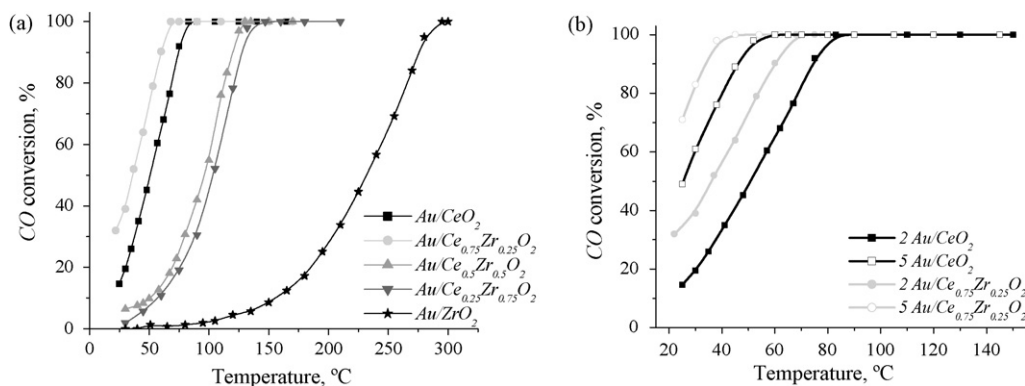 (a)
100
80
60
40
20
0
CO conversion, %
Au/CeO2
Au/Ce0.75Zr0.25O2
Au/Ce0.5Zr0.5O2
Au/Ce0.25Zr0.75O2
Au/ZrO2
0 50 100 150 200 250 300
Temperature, ºC
(b)
100
80
60
40
20
0
CO conversion, %
2 Au/CeO2
5 Au/CeO2
2 Au/Ce0.75Zr0.25O2
5 Au/Ce0.75Zr0.25O2
20 40 60 80 100 120 140
Temperature, ºC